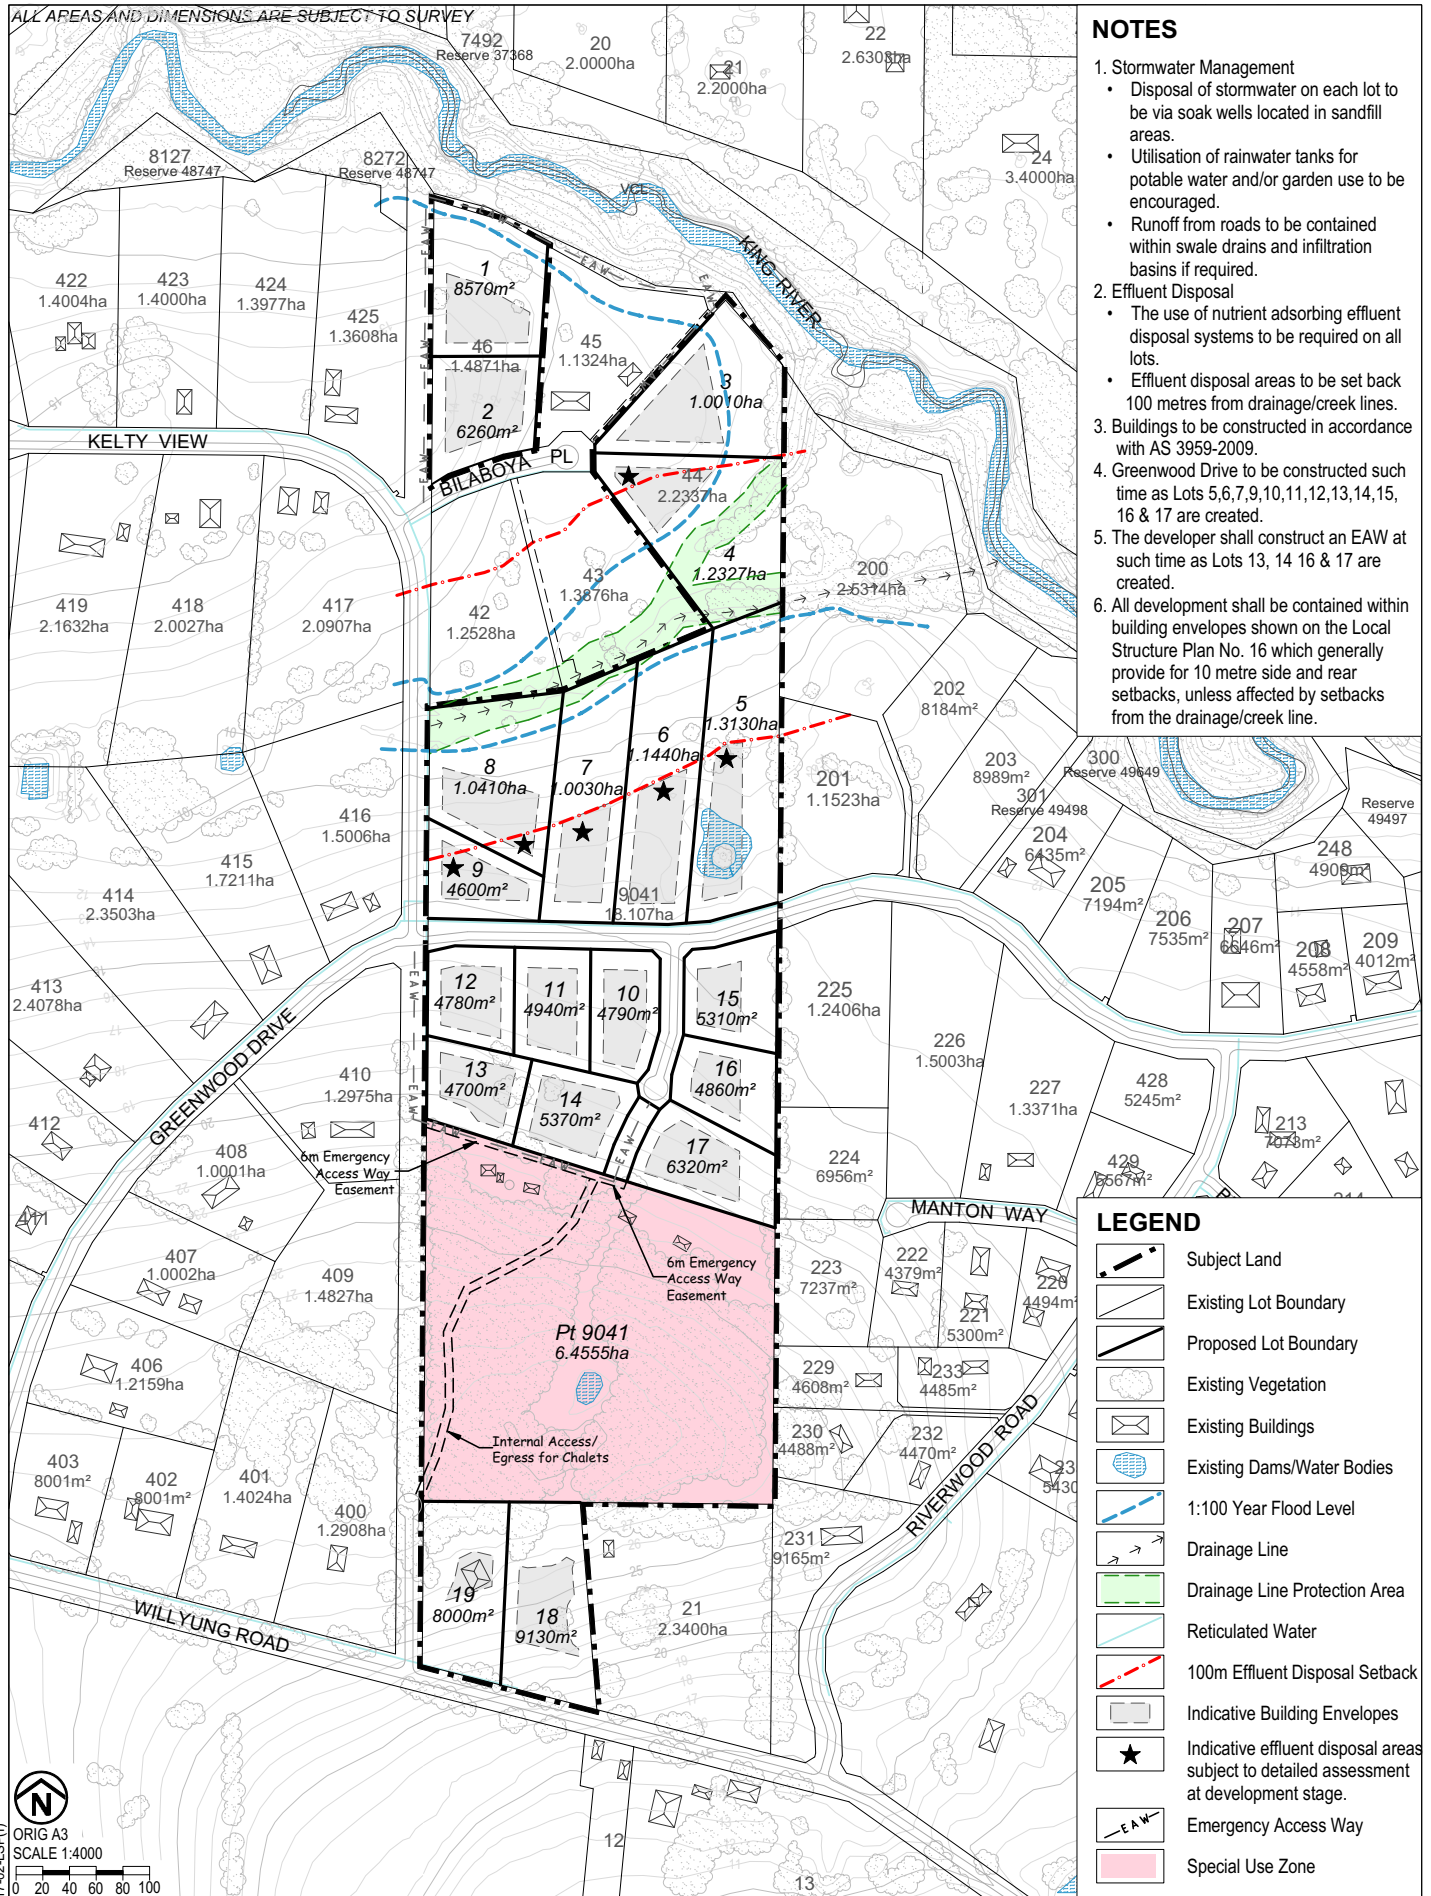 ALL AREAS AND DIMENSIONS ARE SUBJECT TO SURVEY
7492
Reserve 37368
20
2.0000ha
21
2.2000ha
22
2.6303ha
24
3.4000ha
8127
Reserve 48747
8272
Reserve 48747
VCL
KING RIVER
422
1.4004ha
423
1.4000ha
424
1.3977ha
425
1.3608ha
1
8570m²
46
1.4871ha
2
6260m²
45
1.1324ha
3
1.0010ha
KELTY VIEW
BILABOYA PL
44
2.2337ha
4
1.2327ha
43
1.3876ha
42
1.2528ha
200
2.5314ha
419
2.1632ha
418
2.0027ha
417
2.0907ha
202
8184m²
203
8989m²
300
Reserve 49649
301
Reserve 49498
Reserve
49497
5
1.3130ha
6
1.1440ha
7
1.0030ha
8
1.0410ha
9
4600m²
9041
18.107ha
201
1.1523ha
204
6435m²
205
7194m²
206
7535m²
207
6646m²
208
4558m²
209
4012m²
248
4909m²
416
1.5006ha
415
1.7211ha
414
2.3503ha
413
2.4078ha
412
411
GREENWOOD DRIVE
410
1.2975ha
408
1.0001ha
407
1.0002ha
409
1.4827ha
406
1.2159ha
403
8001m²
402
8001m²
401
1.4024ha
400
1.2908ha
12
4780m²
11
4940m²
10
4790m²
15
5310m²
13
4700m²
14
5370m²
16
4860m²
17
6320m²
225
1.2406ha
226
1.5003ha
227
1.3371ha
428
5245m²
213
7073m²
429
5567m²
214
224
6956m²
MANTON WAY
223
7237m²
222
4379m²
221
5300m²
220
4494m²
229
4608m²
233
4485m²
230
4488m²
232
4470m²
231
9165m²
RIVERWOOD ROAD
6m Emergency
Access Way
Easement
6m Emergency
Access Way
Easement
Pt 9041
6.4555ha
Internal Access/
Egress for Chalets
19
8000m²
18
9130m²
21
2.3400ha
WILLYUNG ROAD
12
13
EAW
N
ORIG A3
SCALE 1:4000
0 20 40 60 80 100
NOTES
1. Stormwater Management
• Disposal of stormwater on each lot to
be via soak wells located in sandfill
areas.
• Utilisation of rainwater tanks for
potable water and/or garden use to be
encouraged.
• Runoff from roads to be contained
within swale drains and infiltration
basins if required.
2. Effluent Disposal
• The use of nutrient adsorbing effluent
disposal systems to be required on all
lots.
• Effluent disposal areas to be set back
100 metres from drainage/creek lines.
3. Buildings to be constructed in accordance
with AS 3959-2009.
4. Greenwood Drive to be constructed such
time as Lots 5,6,7,9,10,11,12,13,14,15,
16 & 17 are created.
5. The developer shall construct an EAW at
such time as Lots 13, 14 16 & 17 are
created.
6. All development shall be contained within
building envelopes shown on the Local
Structure Plan No. 16 which generally
provide for 10 metre side and rear
setbacks, unless affected by setbacks
from the drainage/creek line.
LEGEND
Subject Land
Existing Lot Boundary
Proposed Lot Boundary
Existing Vegetation
Existing Buildings
Existing Dams/Water Bodies
1:100 Year Flood Level
Drainage Line
Drainage Line Protection Area
Reticulated Water
100m Effluent Disposal Setback
Indicative Building Envelopes
Indicative effluent disposal areas
subject to detailed assessment
at development stage.
EAW
Emergency Access Way
Special Use Zone